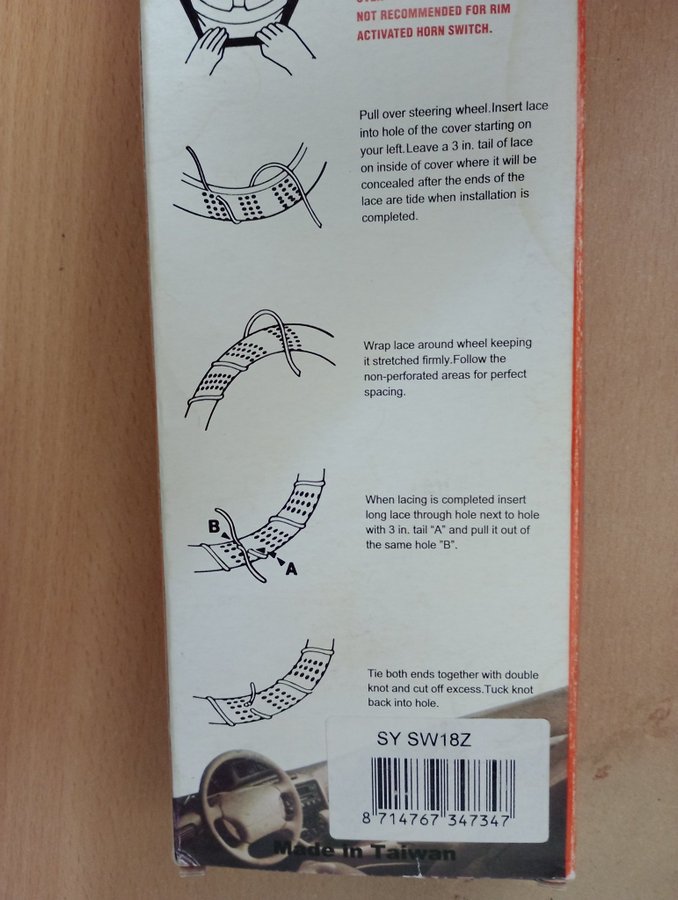 NOT RECOMMENDED FOR RIM
ACTIVATED HORN SWITCH.
Pull over steering wheel.Insert lace
into hole of the cover starting on
your left.Leave a 3 in. tail of lace
on inside of cover where it will be
concealed after the ends of the
lace are tide when installation is
completed.
Wrap lace around wheel keeping
it stretched firmly.Follow the
non-perforated areas for perfect
spacing.
When lacing is completed insert
long lace through hole next to hole
with 3 in. tail "A" and pull it out of
the same hole "B".
B
A
Tie both ends together with double
knot and cut off excess.Tuck knot
back into hole.
SY SW18Z
8 714767 347347
Made In Taiwan